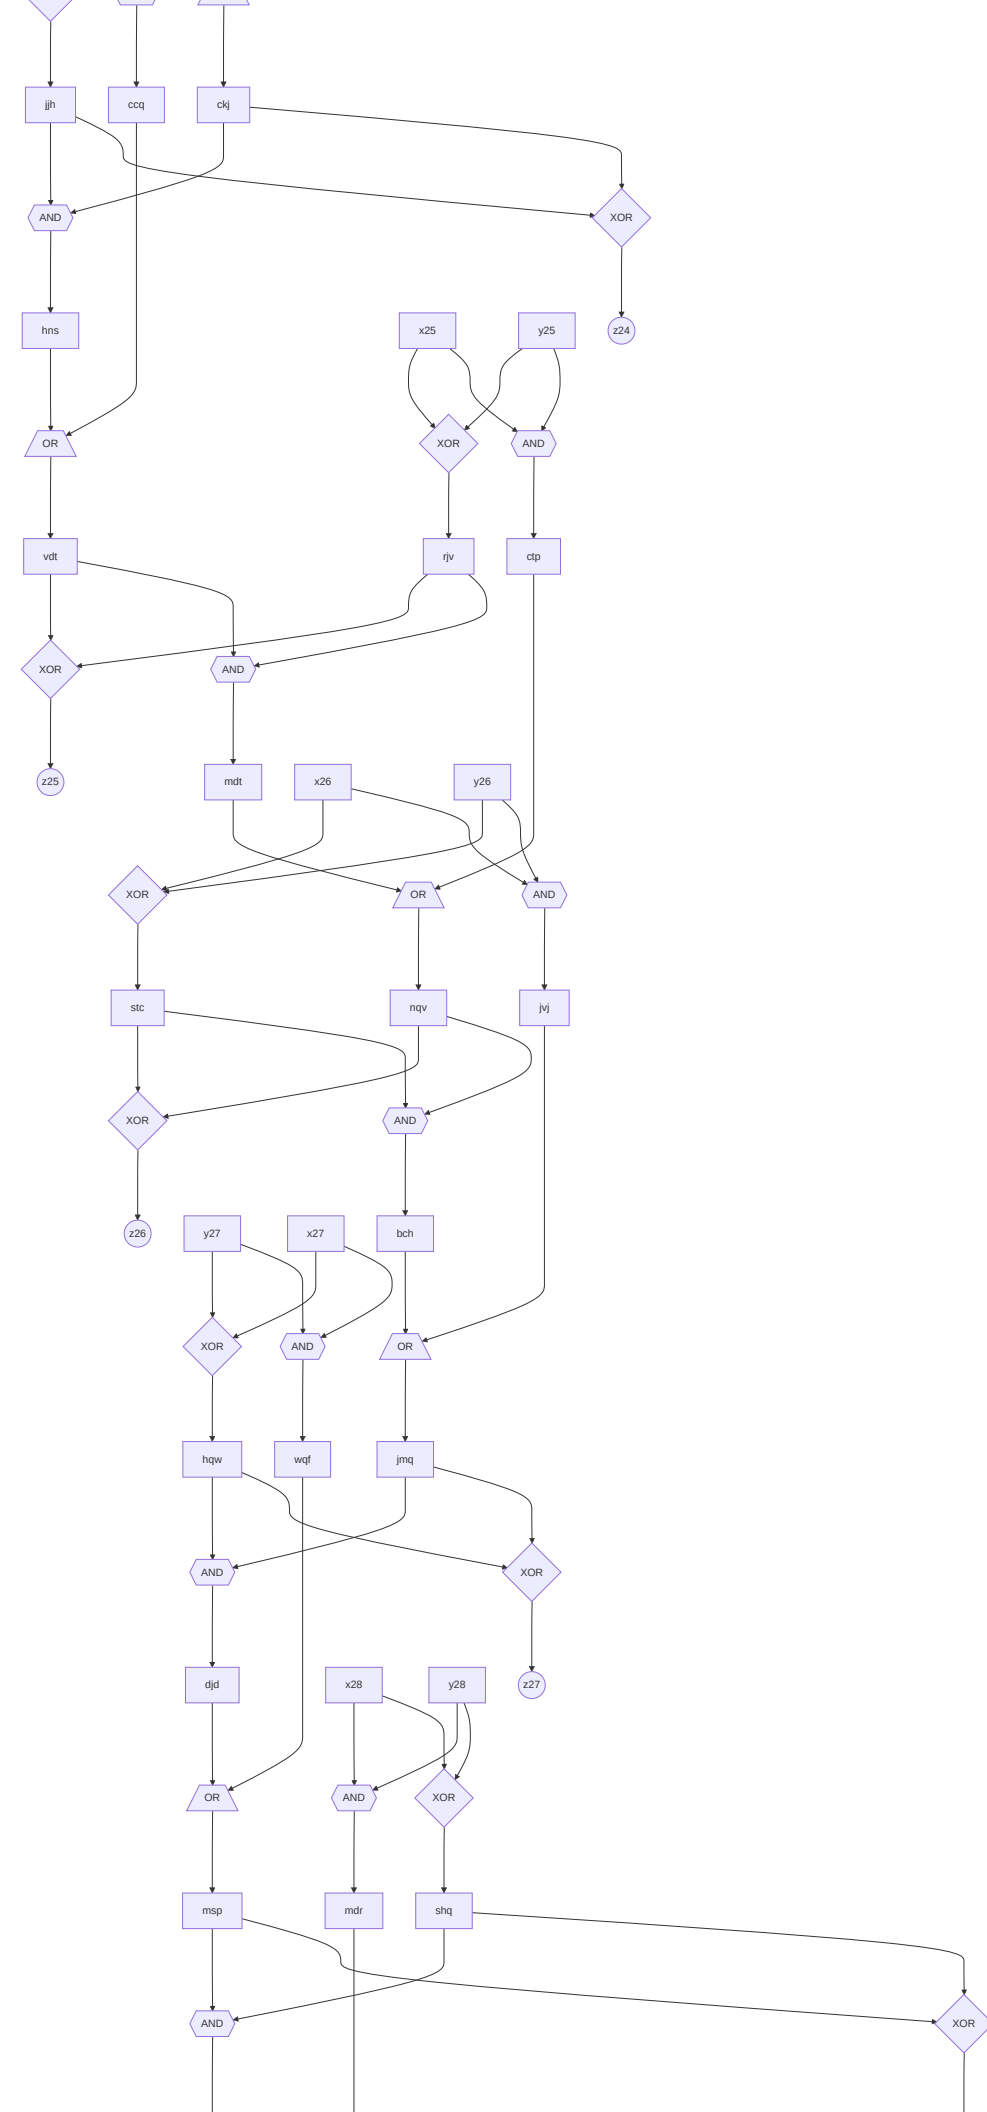 jjh ccq ckj
AND XOR
hns x25 y25 z24
OR XOR AND
vdt rjv ctp
XOR AND
z25 mdt x26 y26
XOR OR AND
stc nqv jvj
XOR AND
z26 y27 x27 bch
XOR AND OR
hqw wqf jmq
AND XOR
djd x28 y28 z27
OR AND XOR
msp mdr shq
AND XOR